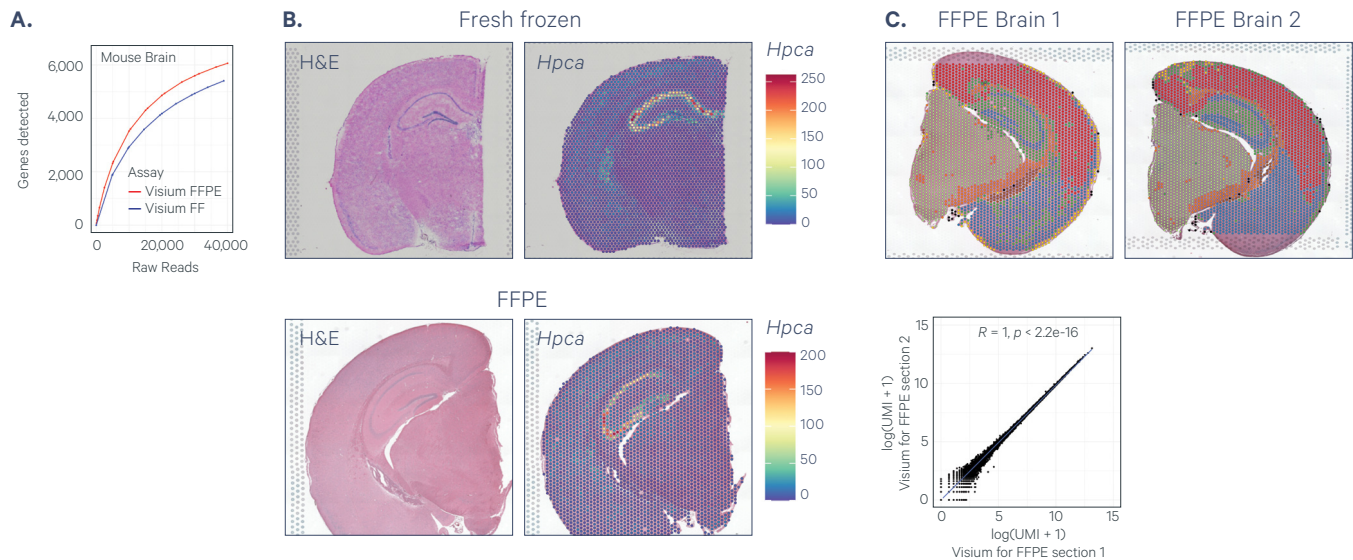 A.
Mouse Brain
Genes detected
6,000
4,000
2,000
0
Assay
Visium FFPE
Visium FF
0
20000
40,000
Raw Reads
B.
Fresh frozen
H&E
Hpca
Hpca
250
200
150
100
50
0
FFPE
H&E
Hpca
Hpca
200
150
100
50
0
C.
FFPE Brain 1
FFPE Brain 2
R = 1, p < 2.2e-16
log(UMI + 1)
Visium for FFPE section 2
15
10
5
0
0
5
10
15
log(UMI + 1)
Visium for FFPE section 1